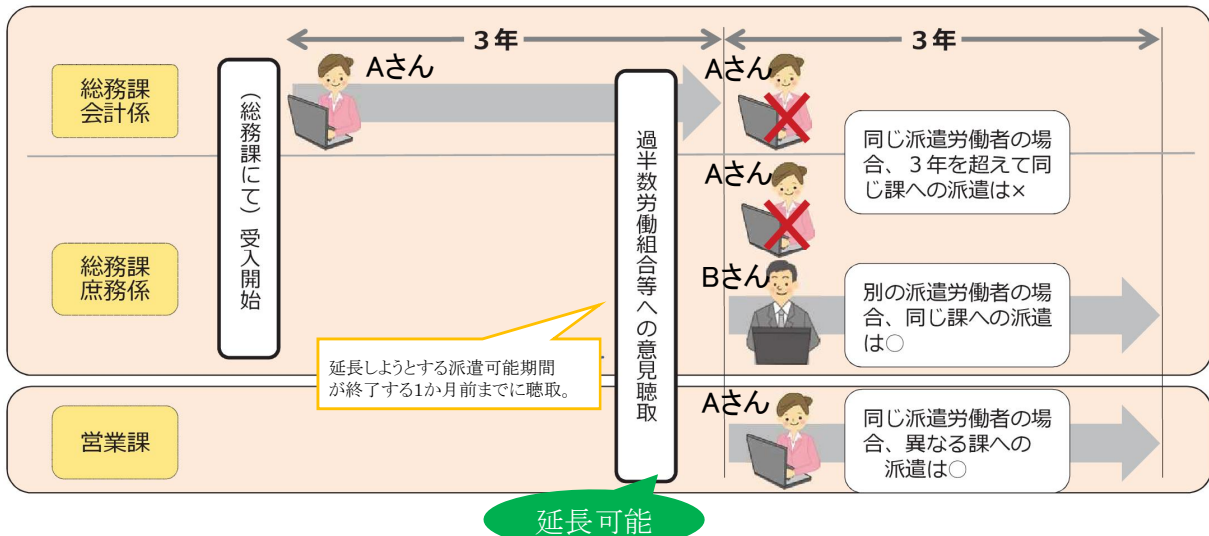 3年
3年
総務課
会計係
(総務課にて)受入開始
Aさん
過半数労働組合等への意見聴取
Aさん
同じ派遣労働者の場
合、3年を超えて同
じ課への派遣は×
Aさん
総務課
庶務係
Bさん
別の派遣労働者の場
合、同じ課への派遣
は○
延長しようとする派遣可能期間
が終了する1か月前までに聴取。
営業課
Aさん
同じ派遣労働者の場
合、異なる課への
派遣は○
延長可能